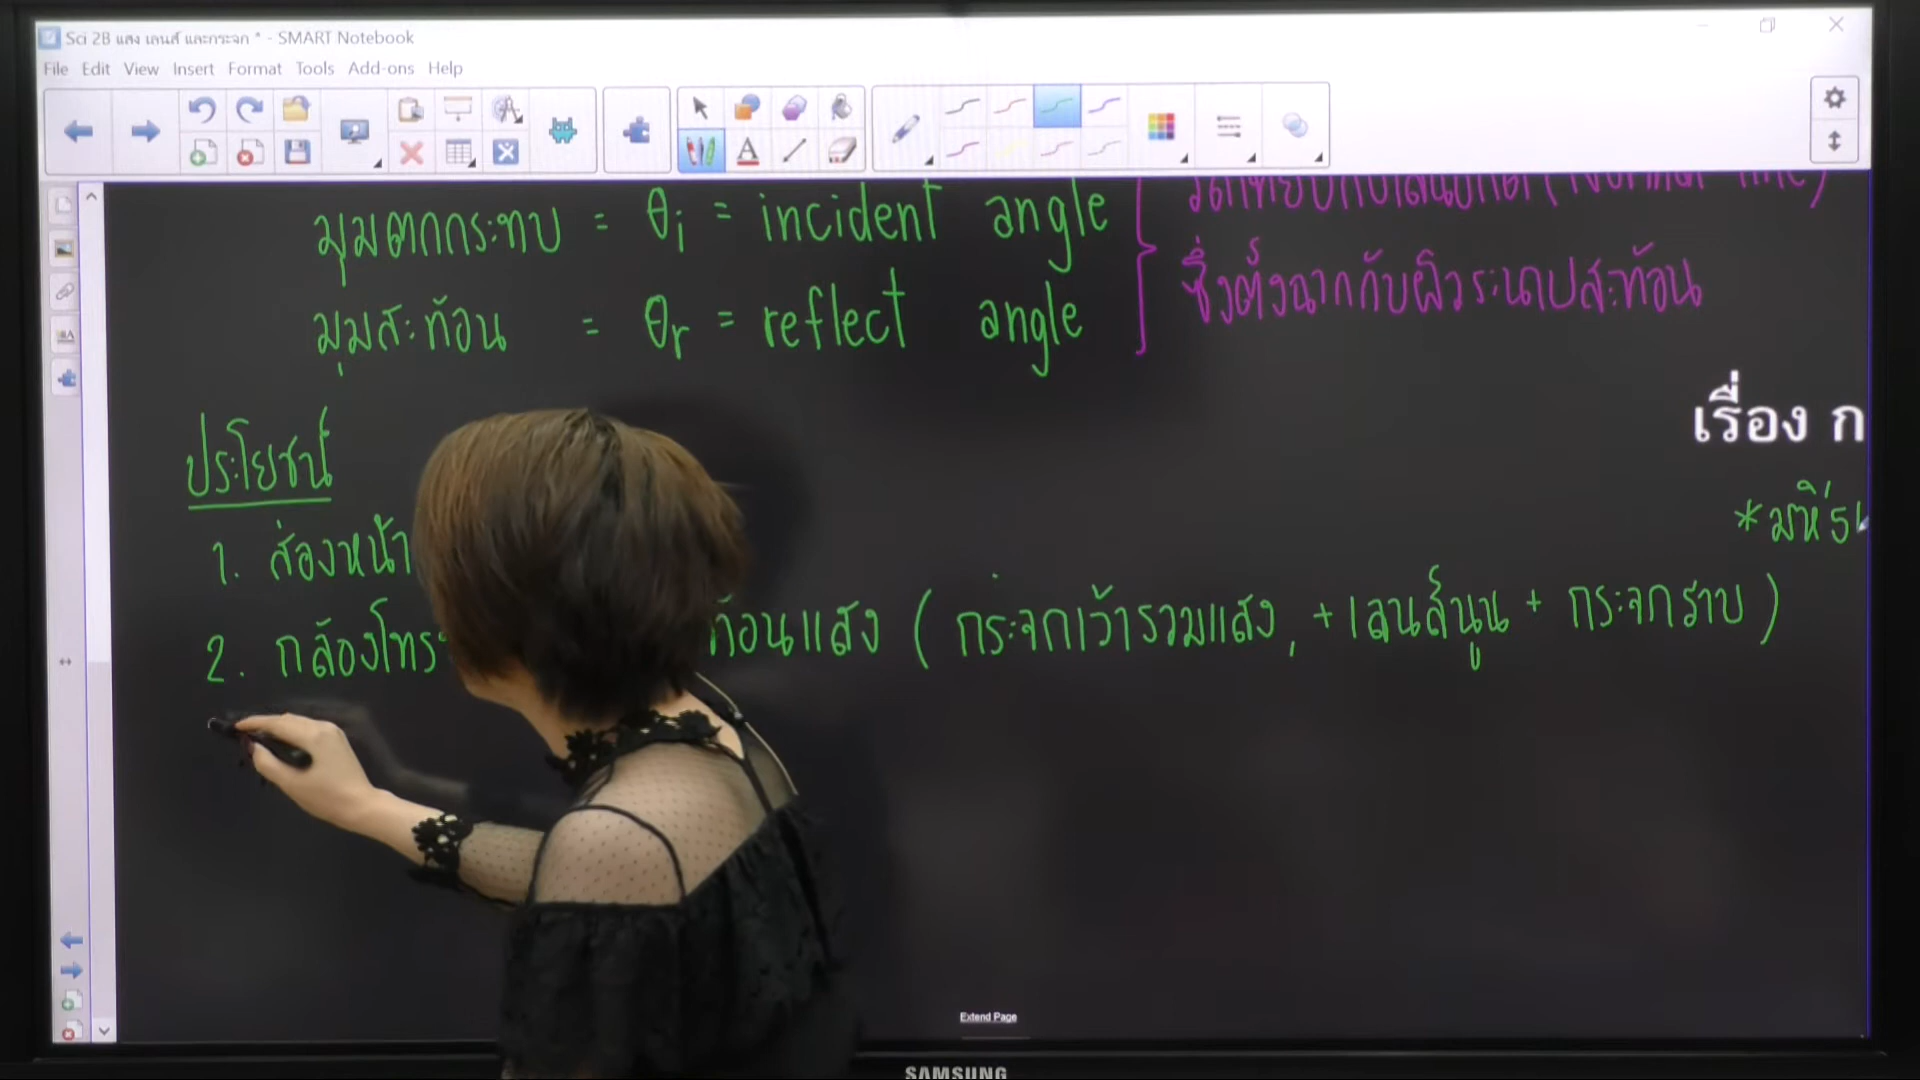 Sci 2B แสง เลนส์ และกระจก * - SMART Notebook
File Edit View Insert Format Tools Add-ons Help
มุมตกกระทบ = θi = incident angle
มุมสะท้อน = θr = reflect angle
ซึ่งตั้งฉากกับผิวระนาบสะท้อน
เรื่อง ก
ประโยชน์
1. ส่องหน้า
2. กล้องโทร ท้อนแสง ( กระจกเว้ารวมแสง, + เลนส์นูน + กระจกราบ )
Extend Page
SAMSUNG